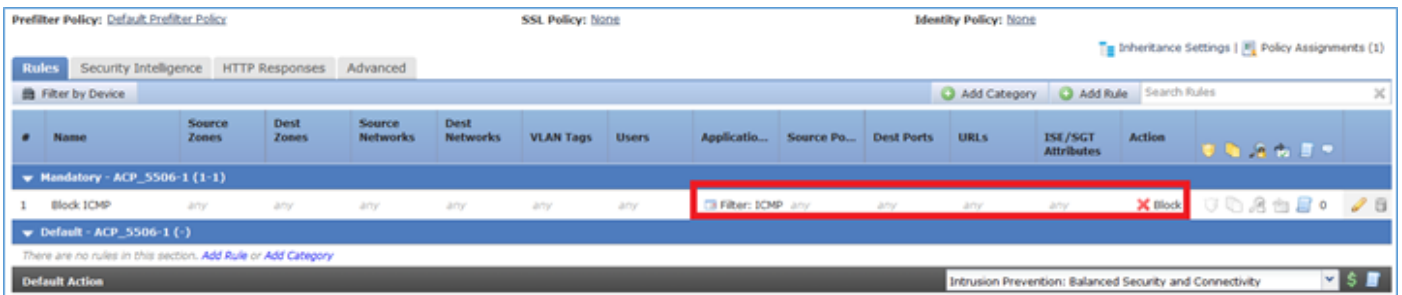 Prefilter Policy: Default Prefilter Policy SSL Policy: None Identity Policy: None
Inheritance Settings | Policy Assignments (1)
Rules Security Intelligence HTTP Responses Advanced
Filter by Device Add Category Add Rule Search Rules
# Name Source Zones Dest Zones Source Networks Dest Networks VLAN Tags Users Applicatio... Source Po... Dest Ports URLs ISE/SGT Attributes Action
Mandatory - ACP_5506-1 (1-1)
1 Block ICMP any any any any any any Filter: ICMP any any any any Block 0
Default - ACP_5506-1 (-)
There are no rules in this section. Add Rule or Add Category
Default Action Intrusion Prevention: Balanced Security and Connectivity